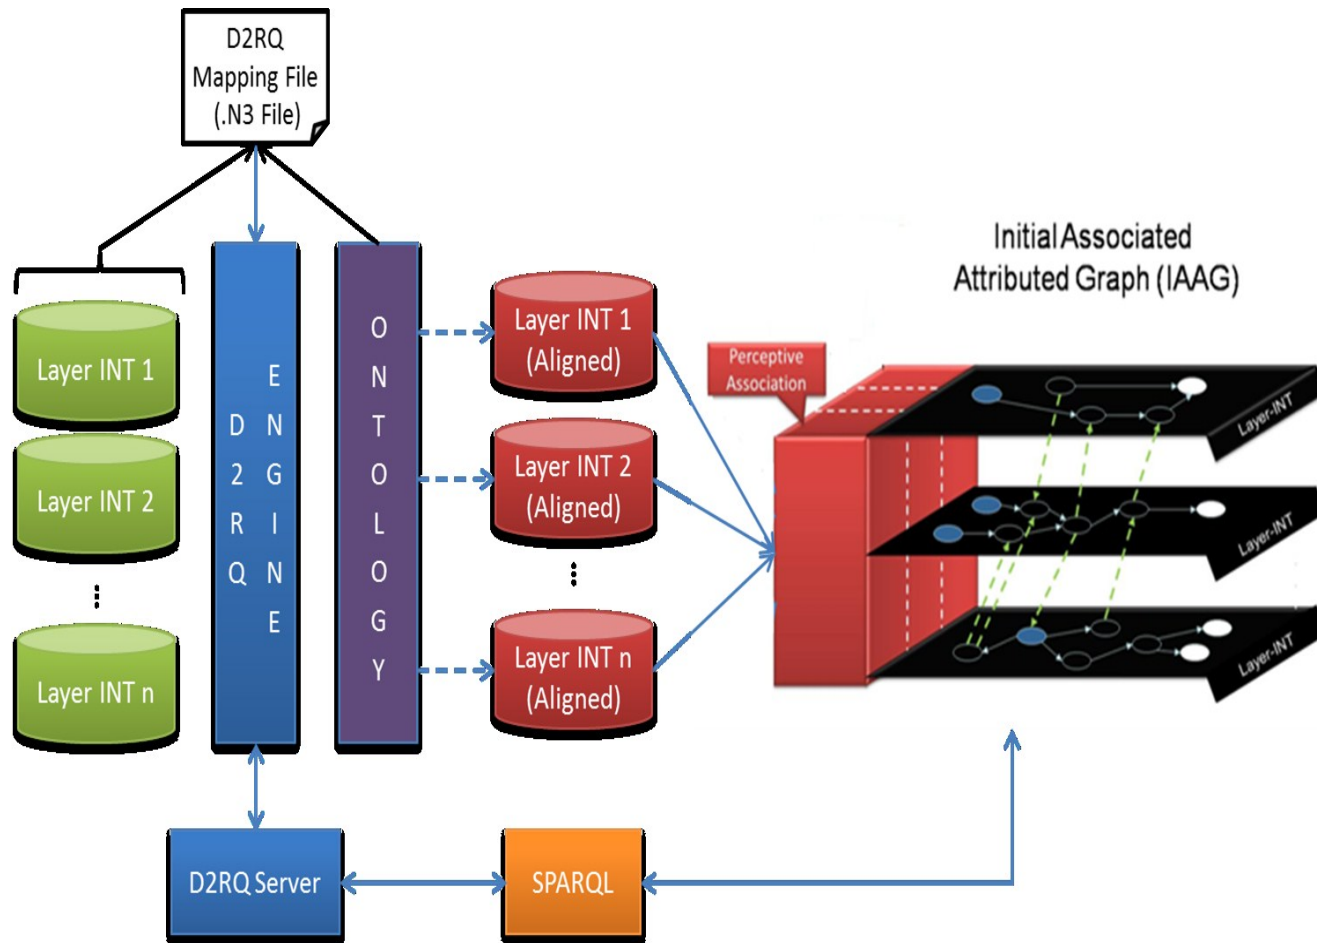 D2RQ
Mapping File
(.N3 File)
Layer INT 1
Layer INT 2
Layer INT n
D2RQ
ENGINE
ONTOLOGY
Layer INT 1
(Aligned)
Layer INT 2
(Aligned)
Layer INT n
(Aligned)
Perceptive
Association
Initial Associated
Attributed Graph (IAAG)
Layer-INT
Layer-INT
Layer-INT
D2RQ Server
SPARQL